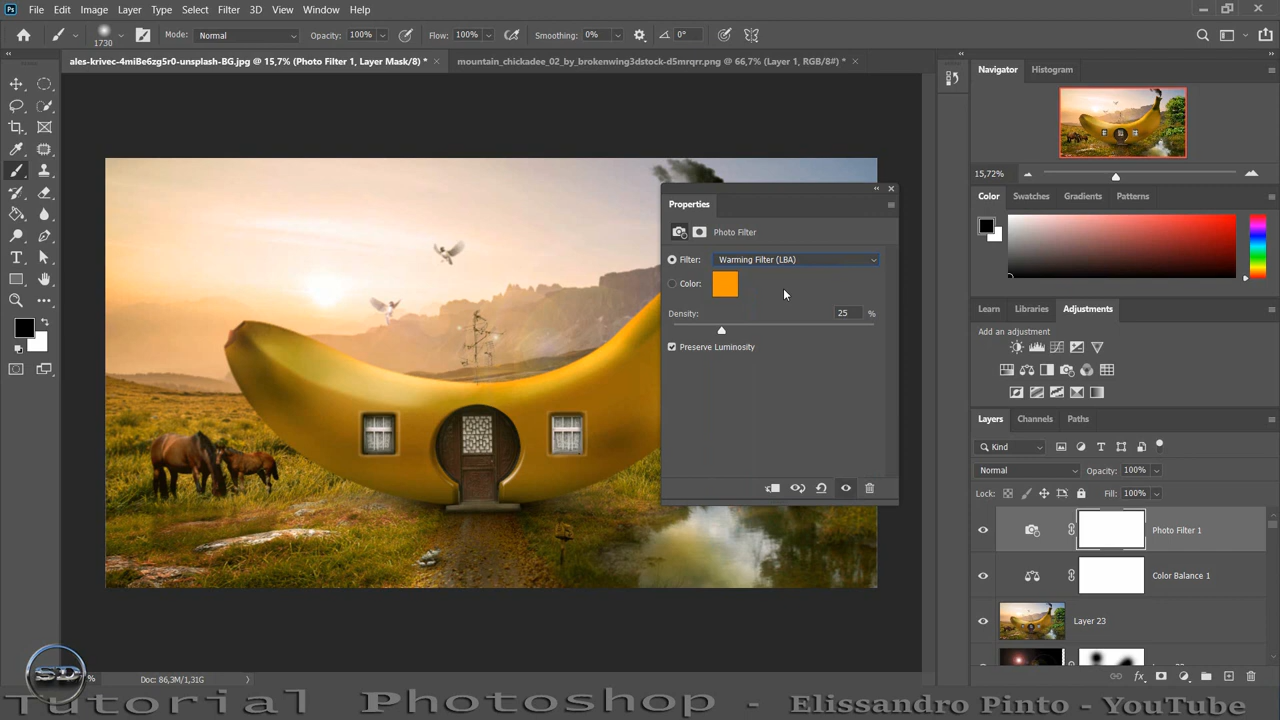 Ps File Edit Image Layer Type Select Filter 3D View Window Help
1730 Mode: Normal Opacity: 100% Flow: 100% Smoothing: 0% 0°
ales-krivec-4miBe6zg5r0-unsplash-BG.jpg @ 15,7% (Photo Filter 1, Layer Mask/8) * mountain_chickadee_02_by_brokenwing3dstock-d5mrqrr.png @ 66,7% (Layer 1, RGB/8#) *
Navigator Histogram
15,72%
Color Swatches Gradients Patterns
Properties
Photo Filter
Filter: Warming Filter (LBA)
Color:
Density: 25 %
Preserve Luminosity
Learn Libraries Adjustments
Add an adjustment
Layers Channels Paths
Kind
Normal Opacity: 100%
Lock: Fill: 100%
Photo Filter 1
Color Balance 1
Layer 23
SD % Doc: 86,3M/1,31G
Tutorial Photoshop - Elissandro Pinto - YouTube